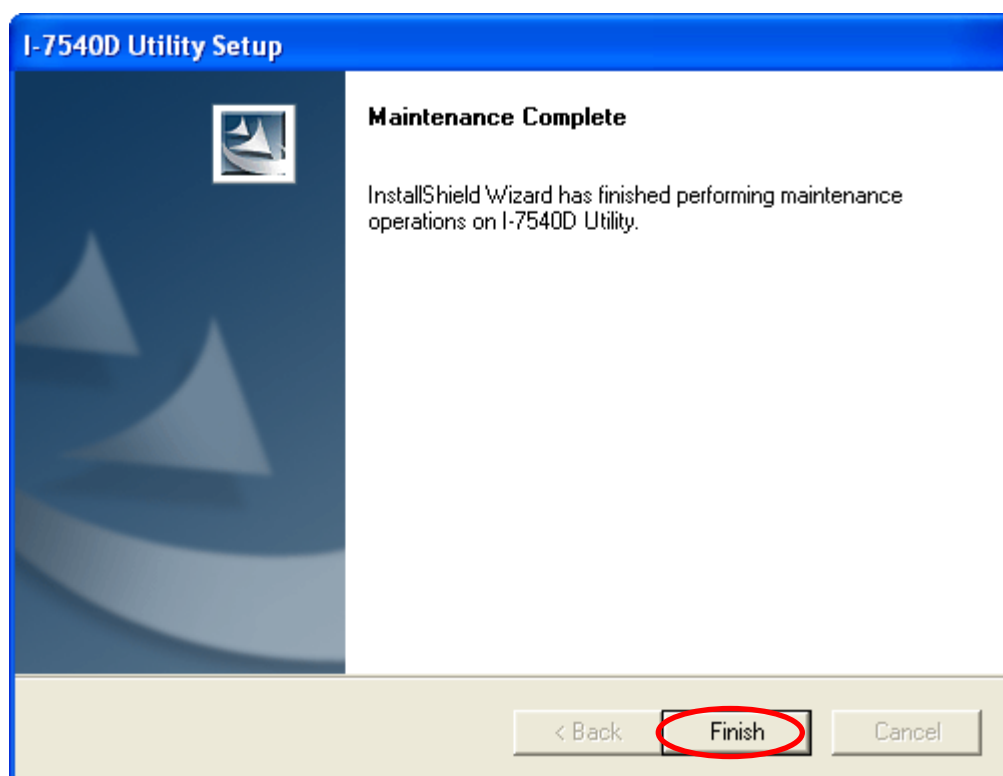 I-7540D Utility Setup
Maintenance Complete
InstallShield Wizard has finished performing maintenance
operations on I-7540D Utility.
< Back Finish Cancel